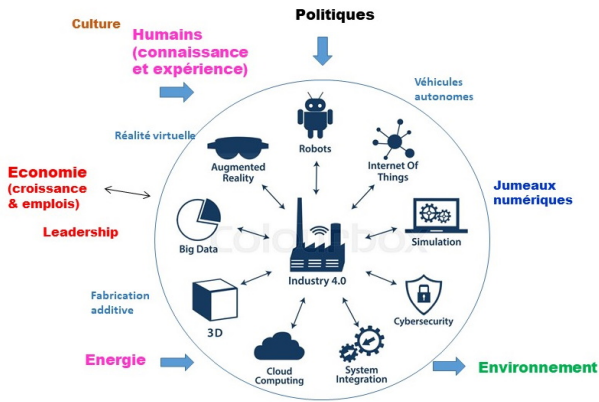 Politiques
Culture
Humains
(connaissance
et expérience)
Véhicules
autonomes
Réalité virtuelle
Robots
Augmented
Reality
Internet Of
Things
Economie
(croissance
& emplois)
Jumeaux
numériques
Leadership
Big Data
Simulation
Industry 4.0
Fabrication
additive
3D
Cybersecurity
Energie
Cloud
Computing
System
Integration
Environnement